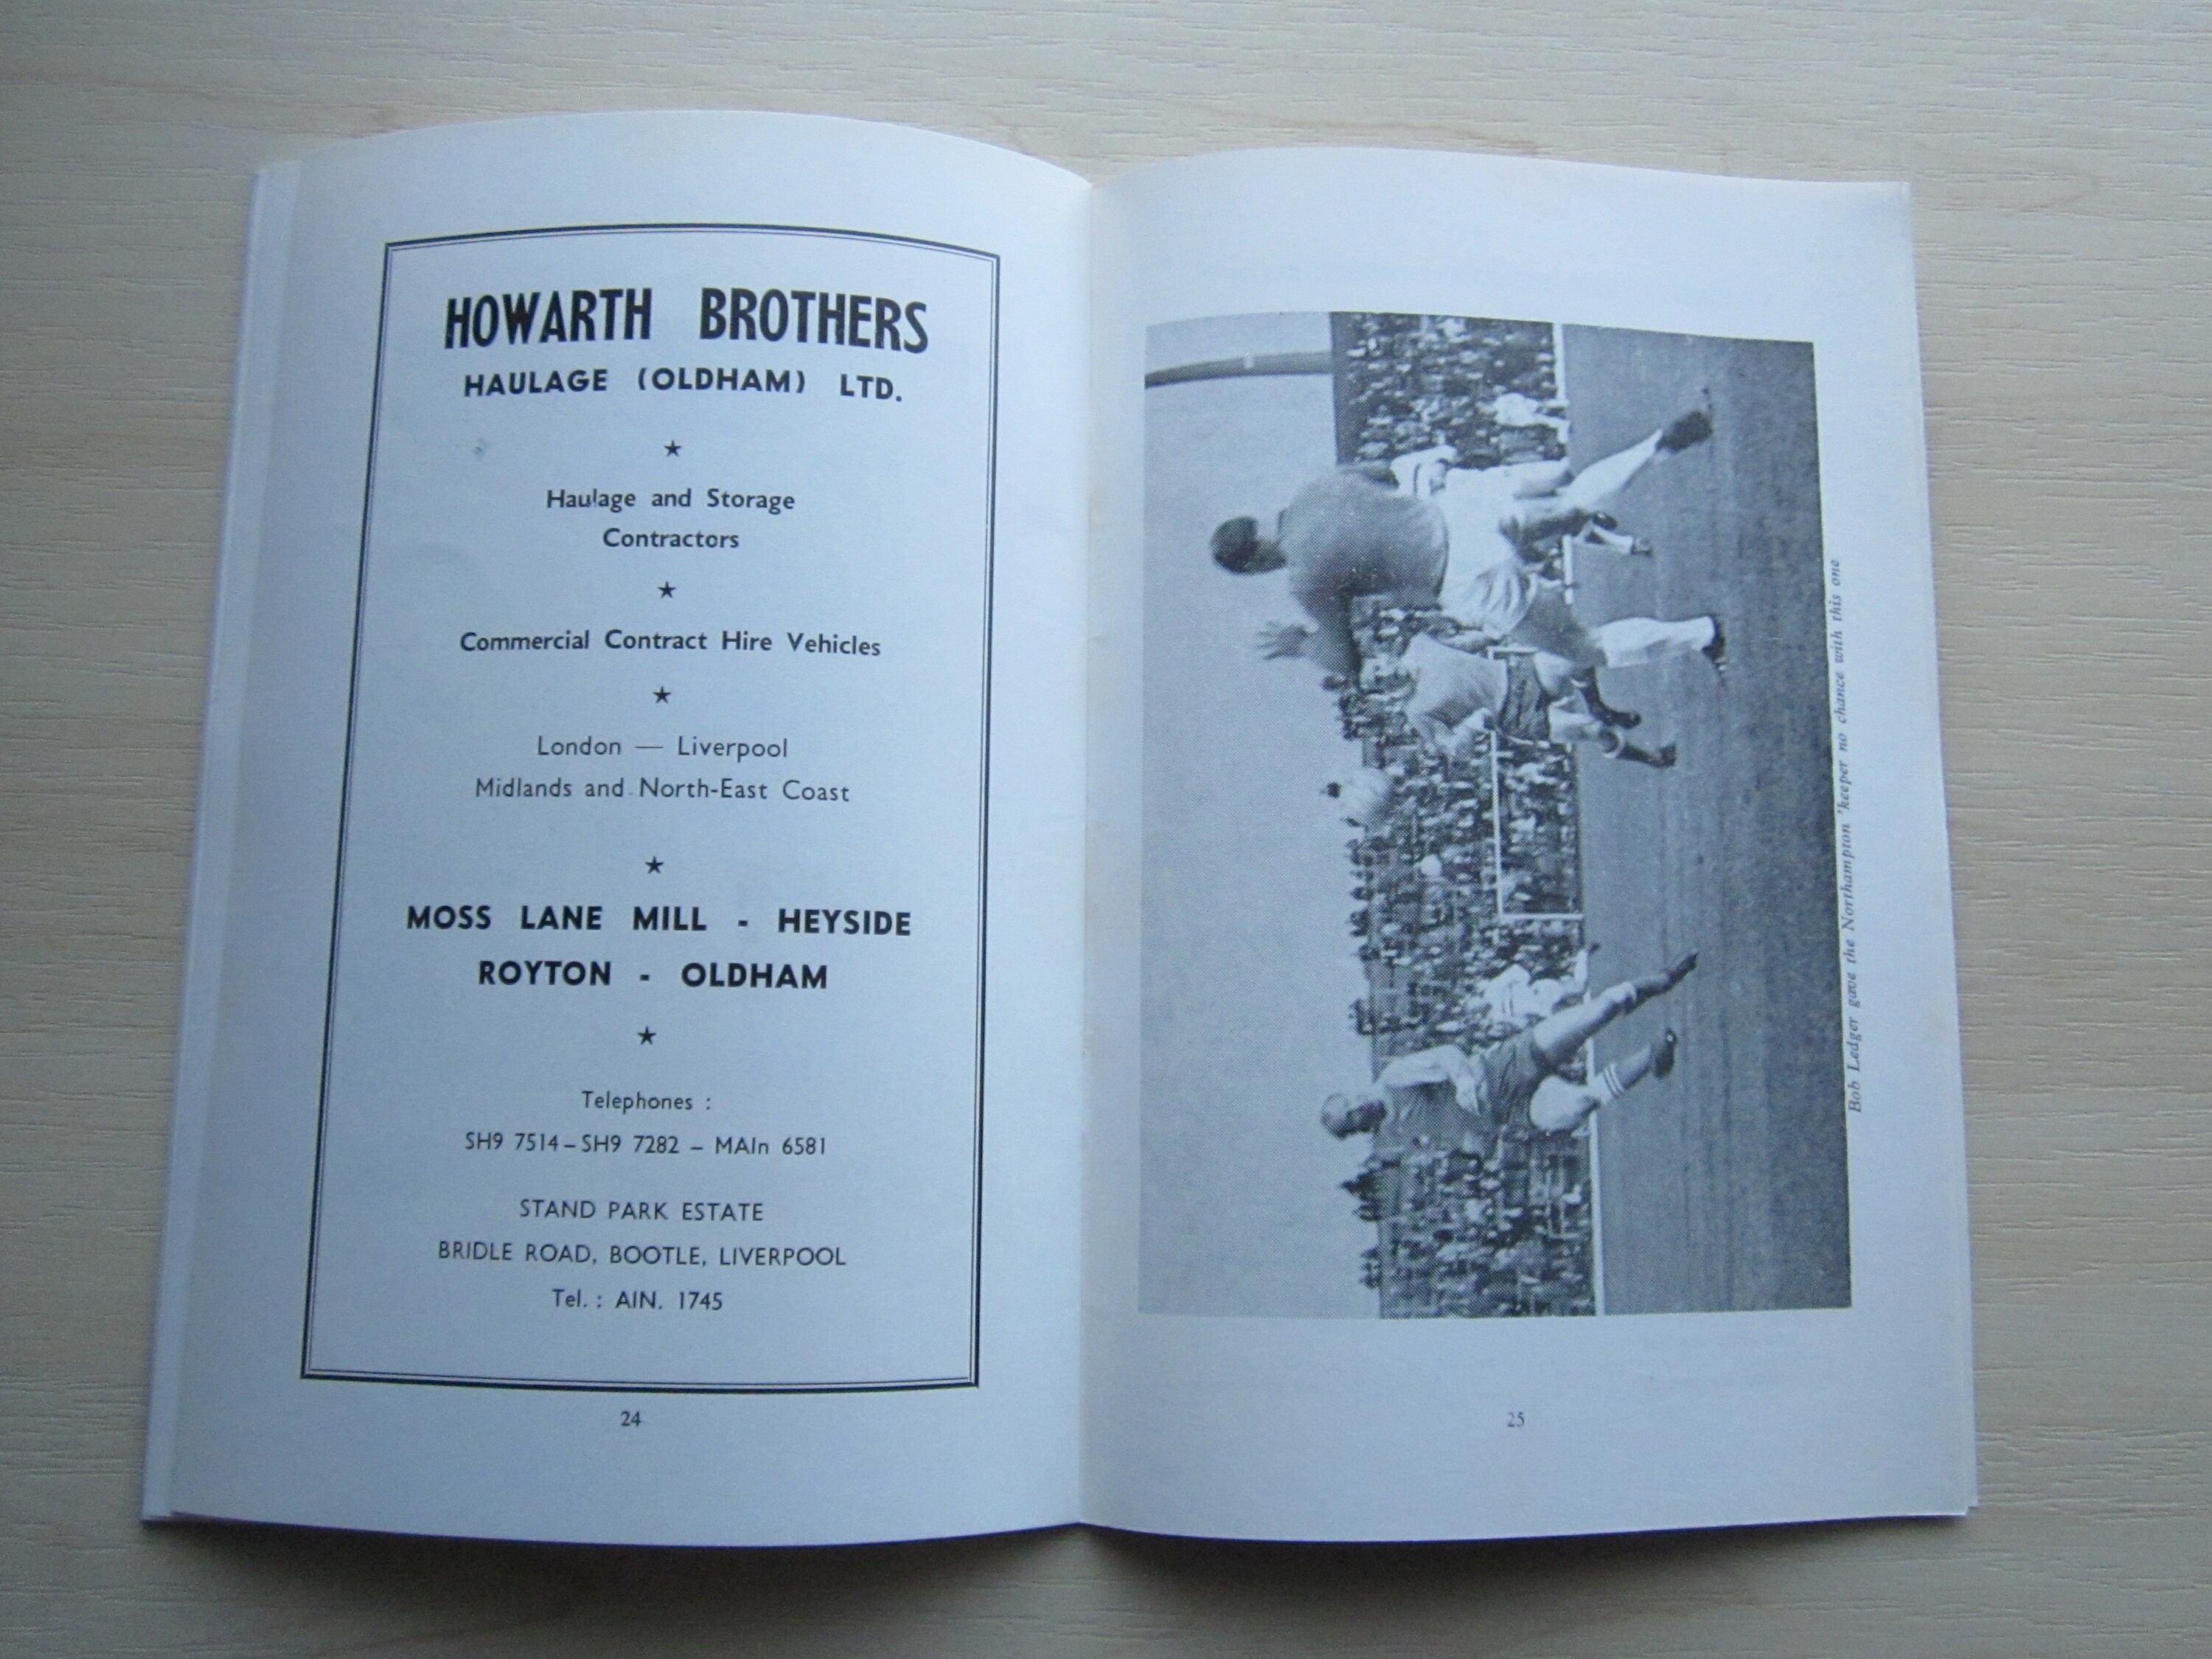 HOWARTH BROTHERS
HAULAGE (OLDHAM) LTD.
Haulage and Storage
Contractors
Commercial Contract Hire Vehicles
London — Liverpool
Midlands and North-East Coast
MOSS LANE MILL - HEYSIDE
ROYTON - OLDHAM
Telephones :
SH9 7514 – SH9 7282 – MAIn 6581
STAND PARK ESTATE
BRIDLE ROAD, BOOTLE, LIVERPOOL
Tel. : AIN. 1745
24
Bob Ledger gave the Northampton 'keeper no chance with this one
25